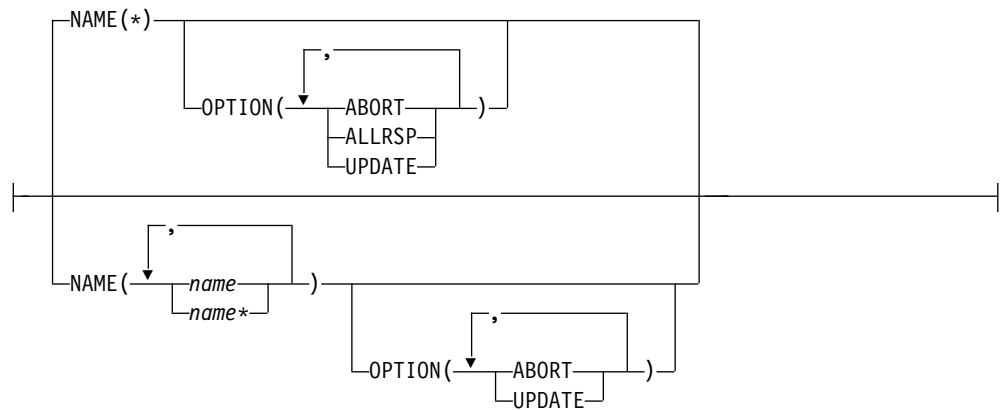 NAME(*)
,
OPTION( ABORT )
ALLRSP
UPDATE
,
NAME( name )
name*
,
OPTION( ABORT )
UPDATE